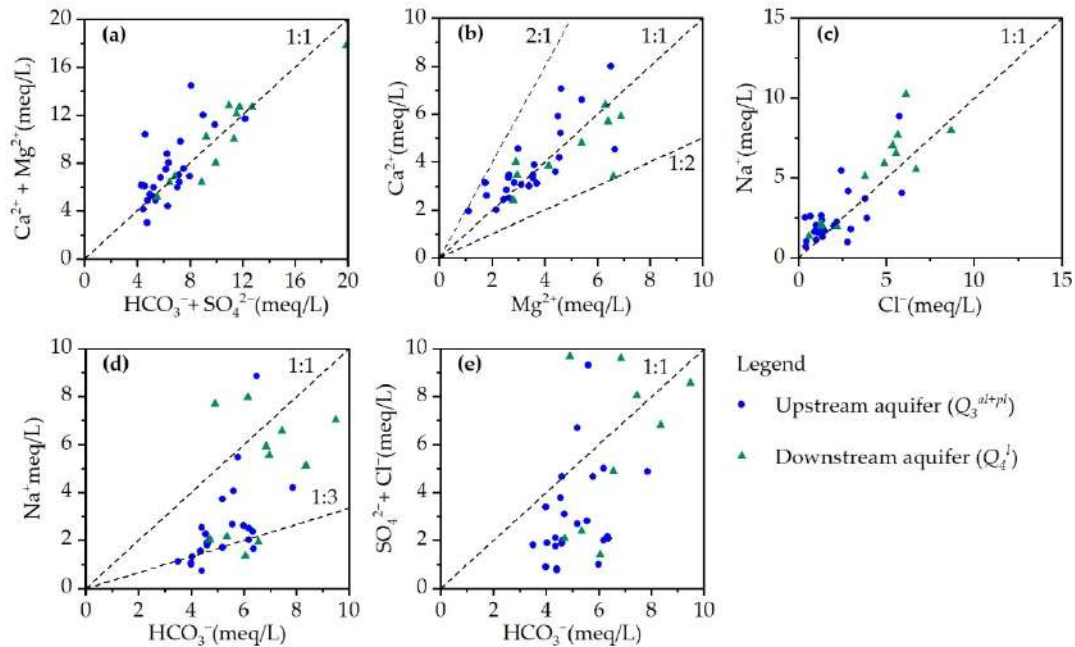 (a)
1:1
20
16
12
8
4
0
Ca²⁺ + Mg²⁺(meq/L)
0 4 8 12 16 20
HCO₃⁻+ SO₄²⁻(meq/L)
(b)
2:1
1:1
1:2
10
8
6
4
2
0
Ca²⁺(meq/L)
0 2 4 6 8 10
Mg²⁺(meq/L)
(c)
1:1
15
10
5
0
Na⁺(meq/L)
0 5 10 15
Cl⁻(meq/L)
(d)
1:1
1:3
10
8
6
4
2
0
Na⁺meq/L)
0 2 4 6 8 10
HCO₃⁻(meq/L)
(e)
1:1
10
8
6
4
2
0
SO₄²⁻+ Cl⁻(meq/L)
0 2 4 6 8 10
HCO₃⁻(meq/L)
Legend
Upstream aquifer (Q₃ᵃˡ⁺ᵖˡ)
Downstream aquifer (Q₄ˡ)